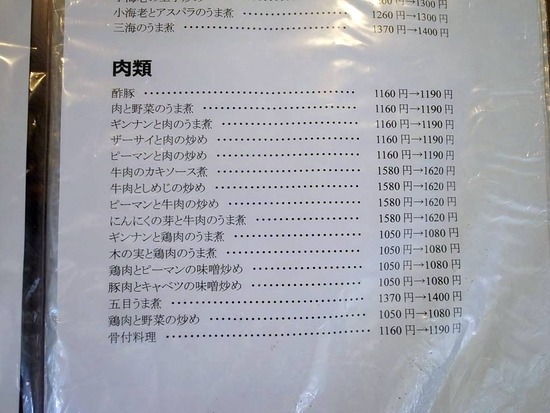 小海老とアスパラのうま煮 1260円→1300円
三海のうま煮 1370円→1400円
肉類
酢豚 1160円→1190円
肉と野菜のうま煮 1160円→1190円
ギンナンと肉のうま煮 1160円→1190円
ザーサイと肉の炒め 1160円→1190円
ピーマンと肉の炒め 1160円→1190円
牛肉のカキソース煮 1580円→1620円
牛肉としめじの炒め 1580円→1620円
ピーマンと牛肉の炒め 1580円→1620円
にんにくの芽と牛肉のうま煮 1580円→1620円
ギンナンと鶏肉のうま煮 1050円→1080円
木の実と鶏肉のうま煮 1050円→1080円
鶏肉とピーマンの味噌炒め 1050円→1080円
豚肉とキャベツの味噌炒め 1050円→1080円
五目うま煮 1370円→1400円
鶏肉と野菜の炒め 1050円→1080円
骨付料理 1160円→1190円